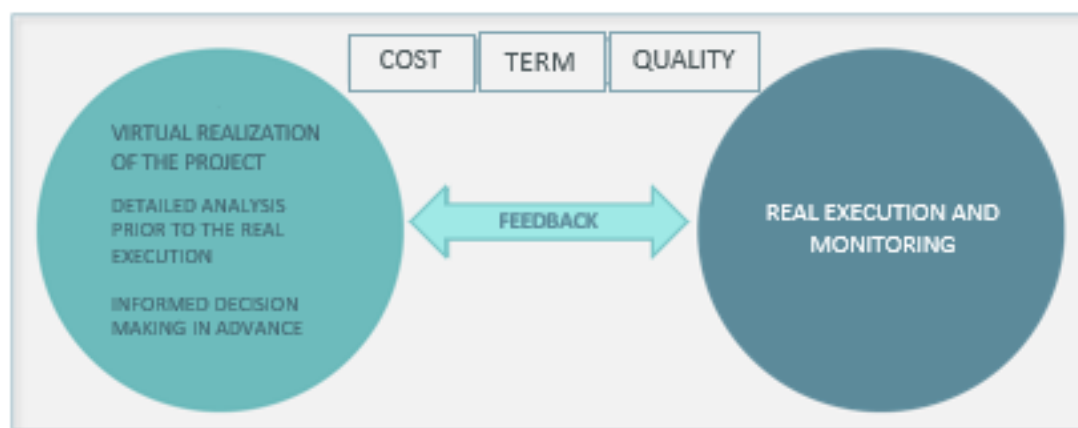 COST
TERM
QUALITY
VIRTUAL REALIZATION
OF THE PROJECT
DETAILED ANALYSIS
PRIOR TO THE REAL
EXECUTION
INFORMED DECISION
MAKING IN ADVANCE
FEEDBACK
REAL EXECUTION AND
MONITORING